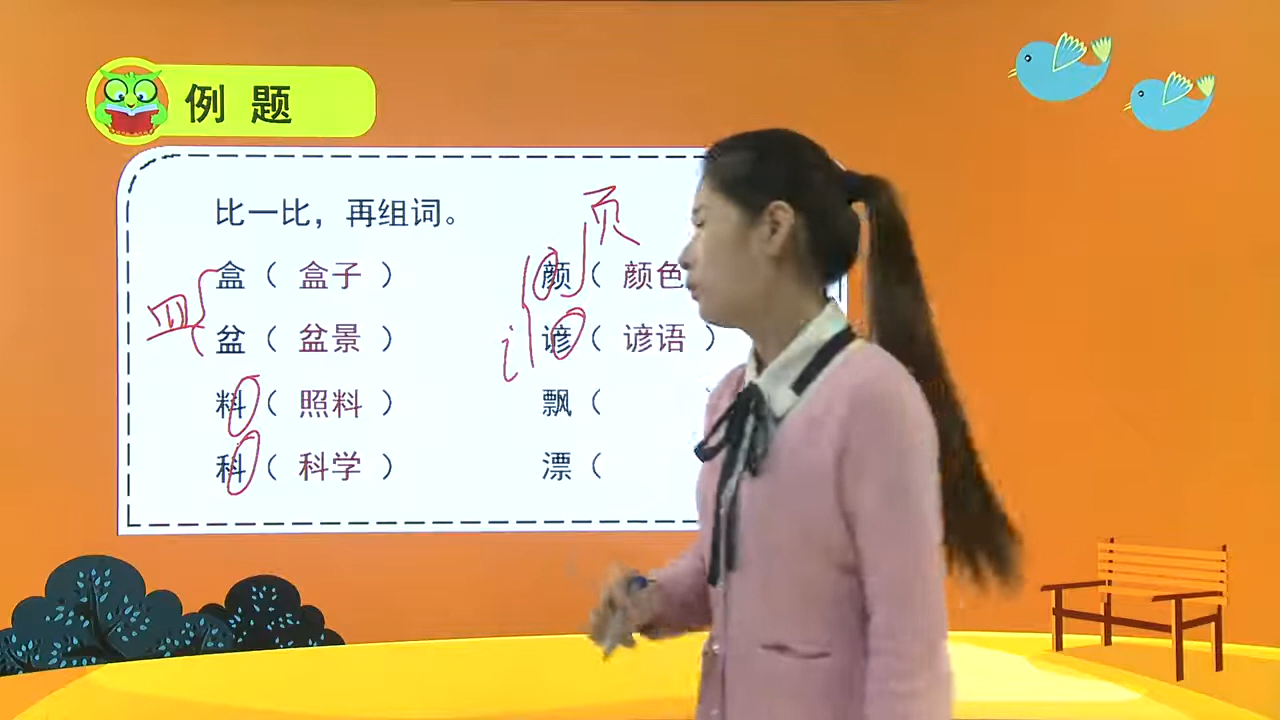 例题
比一比，再组词。
盒（ 盒子 ）
盆（ 盆景 ）
料（ 照料 ）
科（ 科学 ）
皿
页
颜（ 颜色
谚（ 谚语 ）
讠
飘（
漂（